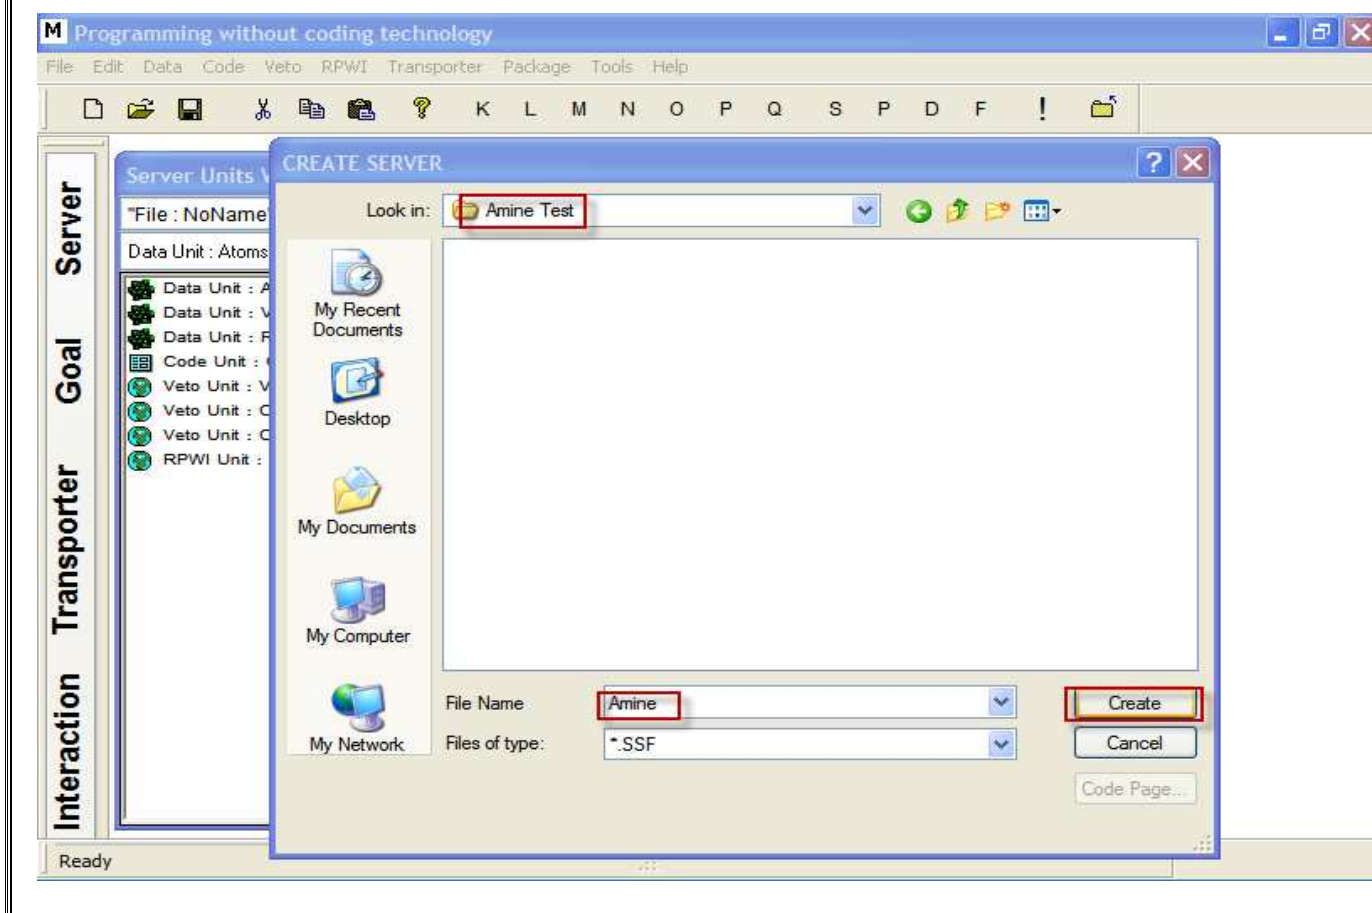 M Programming without coding technology
File Edit Data Code Veto RPWI Transporter Package Tools Help
K L M N O P Q S P D F !
Server
Goal
Transporter
Interaction
Server Units
"File : NoName"
Data Unit : Atoms
Data Unit : A
Data Unit : V
Data Unit : R
Code Unit :
Veto Unit : V
Veto Unit : C
Veto Unit : C
RPWI Unit :
CREATE SERVER
Look in: Amine Test
My Recent
Documents
Desktop
My Documents
My Computer
My Network
File Name Amine Create
Files of type: *.SSF Cancel
Code Page...
Ready